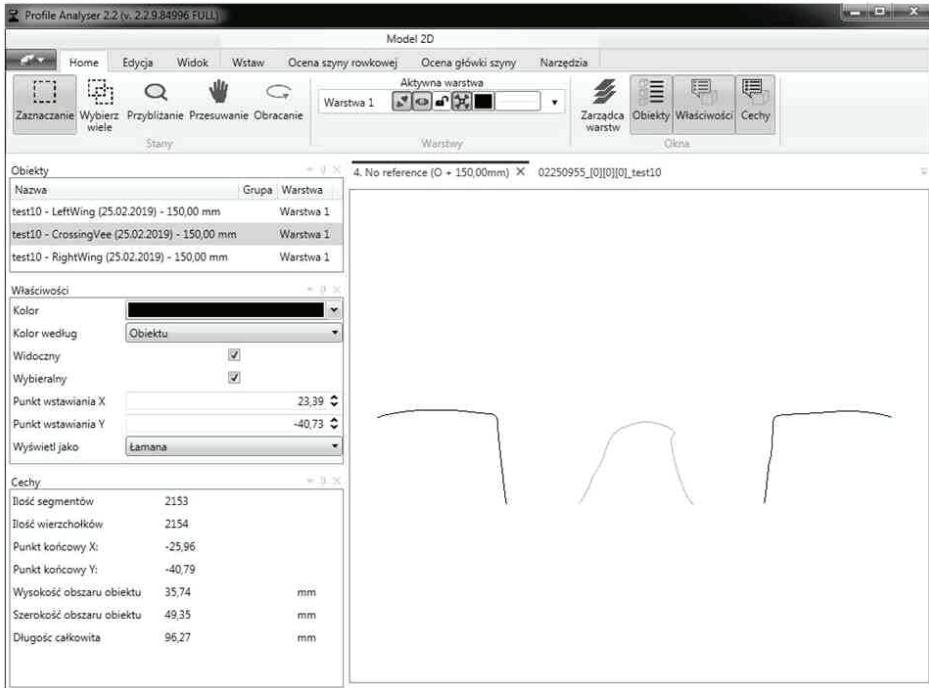 Profile Analyser 2.2 (v. 2.2.9.84996 FULL)
Model 2D
Home Edycja Widok Wstaw Ocena szyny rowkowej Ocena główki szyny Narzędzia
Zaznaczanie Wybierz wiele Przybliżanie Przesuwanie Obracanie
Stany
Aktywna warstwa
Warstwa 1
Warstwy
Zarządca warstw Obiekty Właściwości Cechy
Okna
Obiekty
Nazwa Grupa Warstwa
test10 - LeftWing (25.02.2019) - 150,00 mm Warstwa 1
test10 - CrossingVee (25.02.2019) - 150,00 mm Warstwa 1
test10 - RightWing (25.02.2019) - 150,00 mm Warstwa 1
Właściwości
Kolor
Kolor według Obiektu
Widoczny
Wybieralny
Punkt wstawiania X 23,39
Punkt wstawiania Y -40,73
Wyświetl jako Łamana
Cechy
Ilość segmentów 2153
Ilość wierzchołków 2154
Punkt końcowy X: -25,96
Punkt końcowy Y: -40,79
Wysokość obszaru obiektu 35,74 mm
Szerokość obszaru obiektu 49,35 mm
Długośc całkowita 96,27 mm
4. No reference (O + 150,00mm) 02250955_[0][0][0]_test10